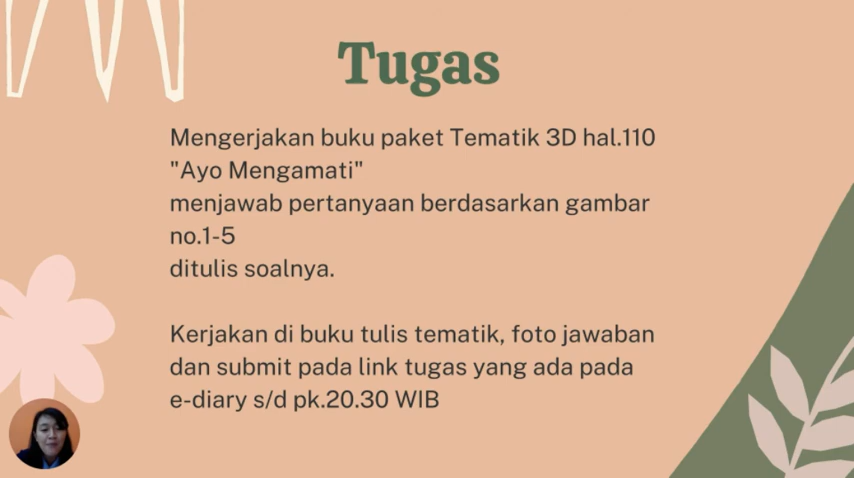 Tugas
Mengerjakan buku paket Tematik 3D hal.110
"Ayo Mengamati"
menjawab pertanyaan berdasarkan gambar
no.1-5
ditulis soalnya.
Kerjakan di buku tulis tematik, foto jawaban
dan submit pada link tugas yang ada pada
e-diary s/d pk.20.30 WIB